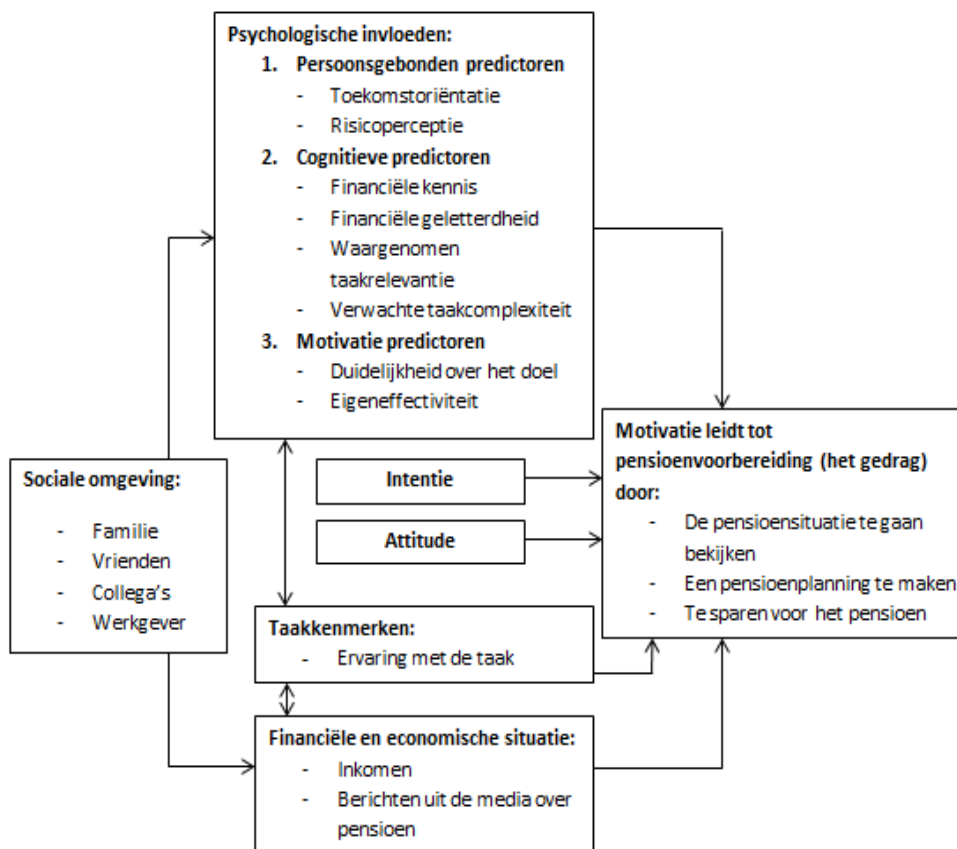 Psychologische invloeden:
1. Persoonsgebonden predictoren
- Toekomstoriëntatie
- Risicoperceptie
2. Cognitieve predictoren
- Financiële kennis
- Financiële geletterdheid
- Waargenomen
taakrelevantie
- Verwachte taakcomplexiteit
3. Motivatie predictoren
- Duidelijkheid over het doel
- Eigeneffectiviteit
Sociale omgeving:
- Familie
- Vrienden
- Collega's
- Werkgever
Intentie
Attitude
Motivatie leidt tot
pensioenvoorbereiding (het gedrag)
door:
- De pensioensituatie te gaan
bekijken
- Een pensioenplanning te maken
- Te sparen voor het pensioen
Taakkenmerken:
- Ervaring met de taak
Financiële en economische situatie:
- Inkomen
- Berichten uit de media over
pensioen